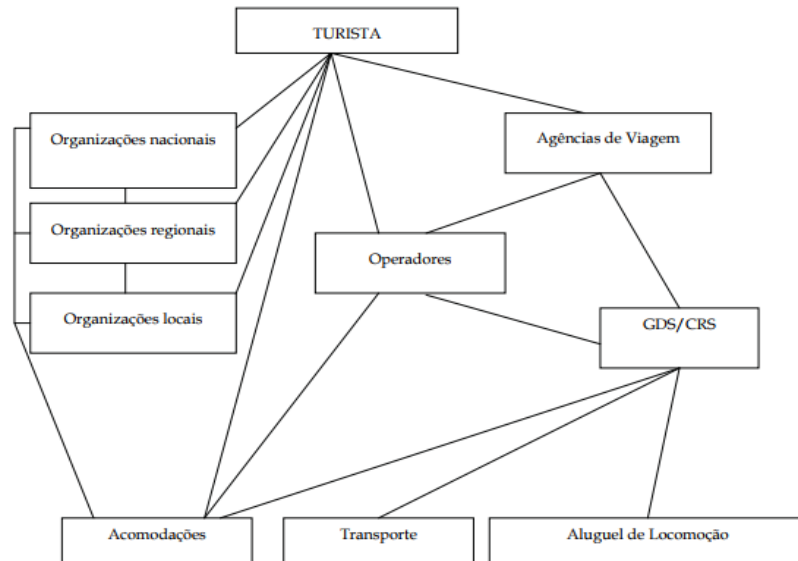 TURISTA
Organizações nacionais
Agências de Viagem
Organizações regionais
Operadores
Organizações locais
GDS/CRS
Acomodações
Transporte
Aluguel de Locomoção